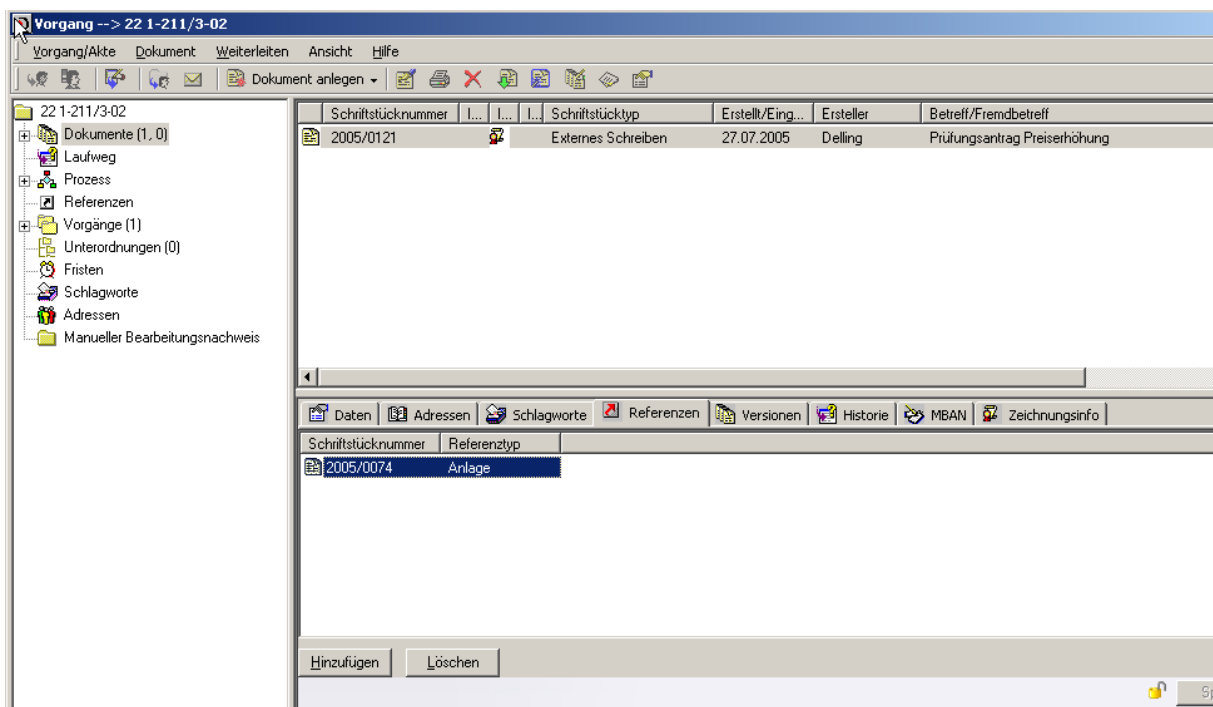 Vorgang --> 22 1-211/3-02
Vorgang/Akte Dokument Weiterleiten Ansicht Hilfe
Dokument anlegen
22 1-211/3-02
Dokumente (1, 0)
Laufweg
Prozess
Referenzen
Vorgänge (1)
Unterordnungen (0)
Fristen
Schlagworte
Adressen
Manueller Bearbeitungsnachweis
Schriftstücknummer I... I... I... Schriftstücktyp Erstellt/Eing... Ersteller Betreff/Fremdbetreff
2005/0121 Externes Schreiben 27.07.2005 Delling Prüfungsantrag Preiserhöhung
Daten Adressen Schlagworte Referenzen Versionen Historie MBAN Zeichnungsinfo
Schriftstücknummer Referenztyp
2005/0074 Anlage
Hinzufügen Löschen